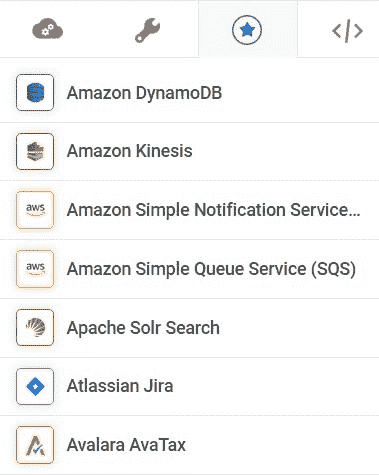 Amazon DynamoDB
Amazon Kinesis
aws
Amazon Simple Notification Service...
aws
Amazon Simple Queue Service (SQS)
Apache Solr Search
Atlassian Jira
Avalara AvaTax